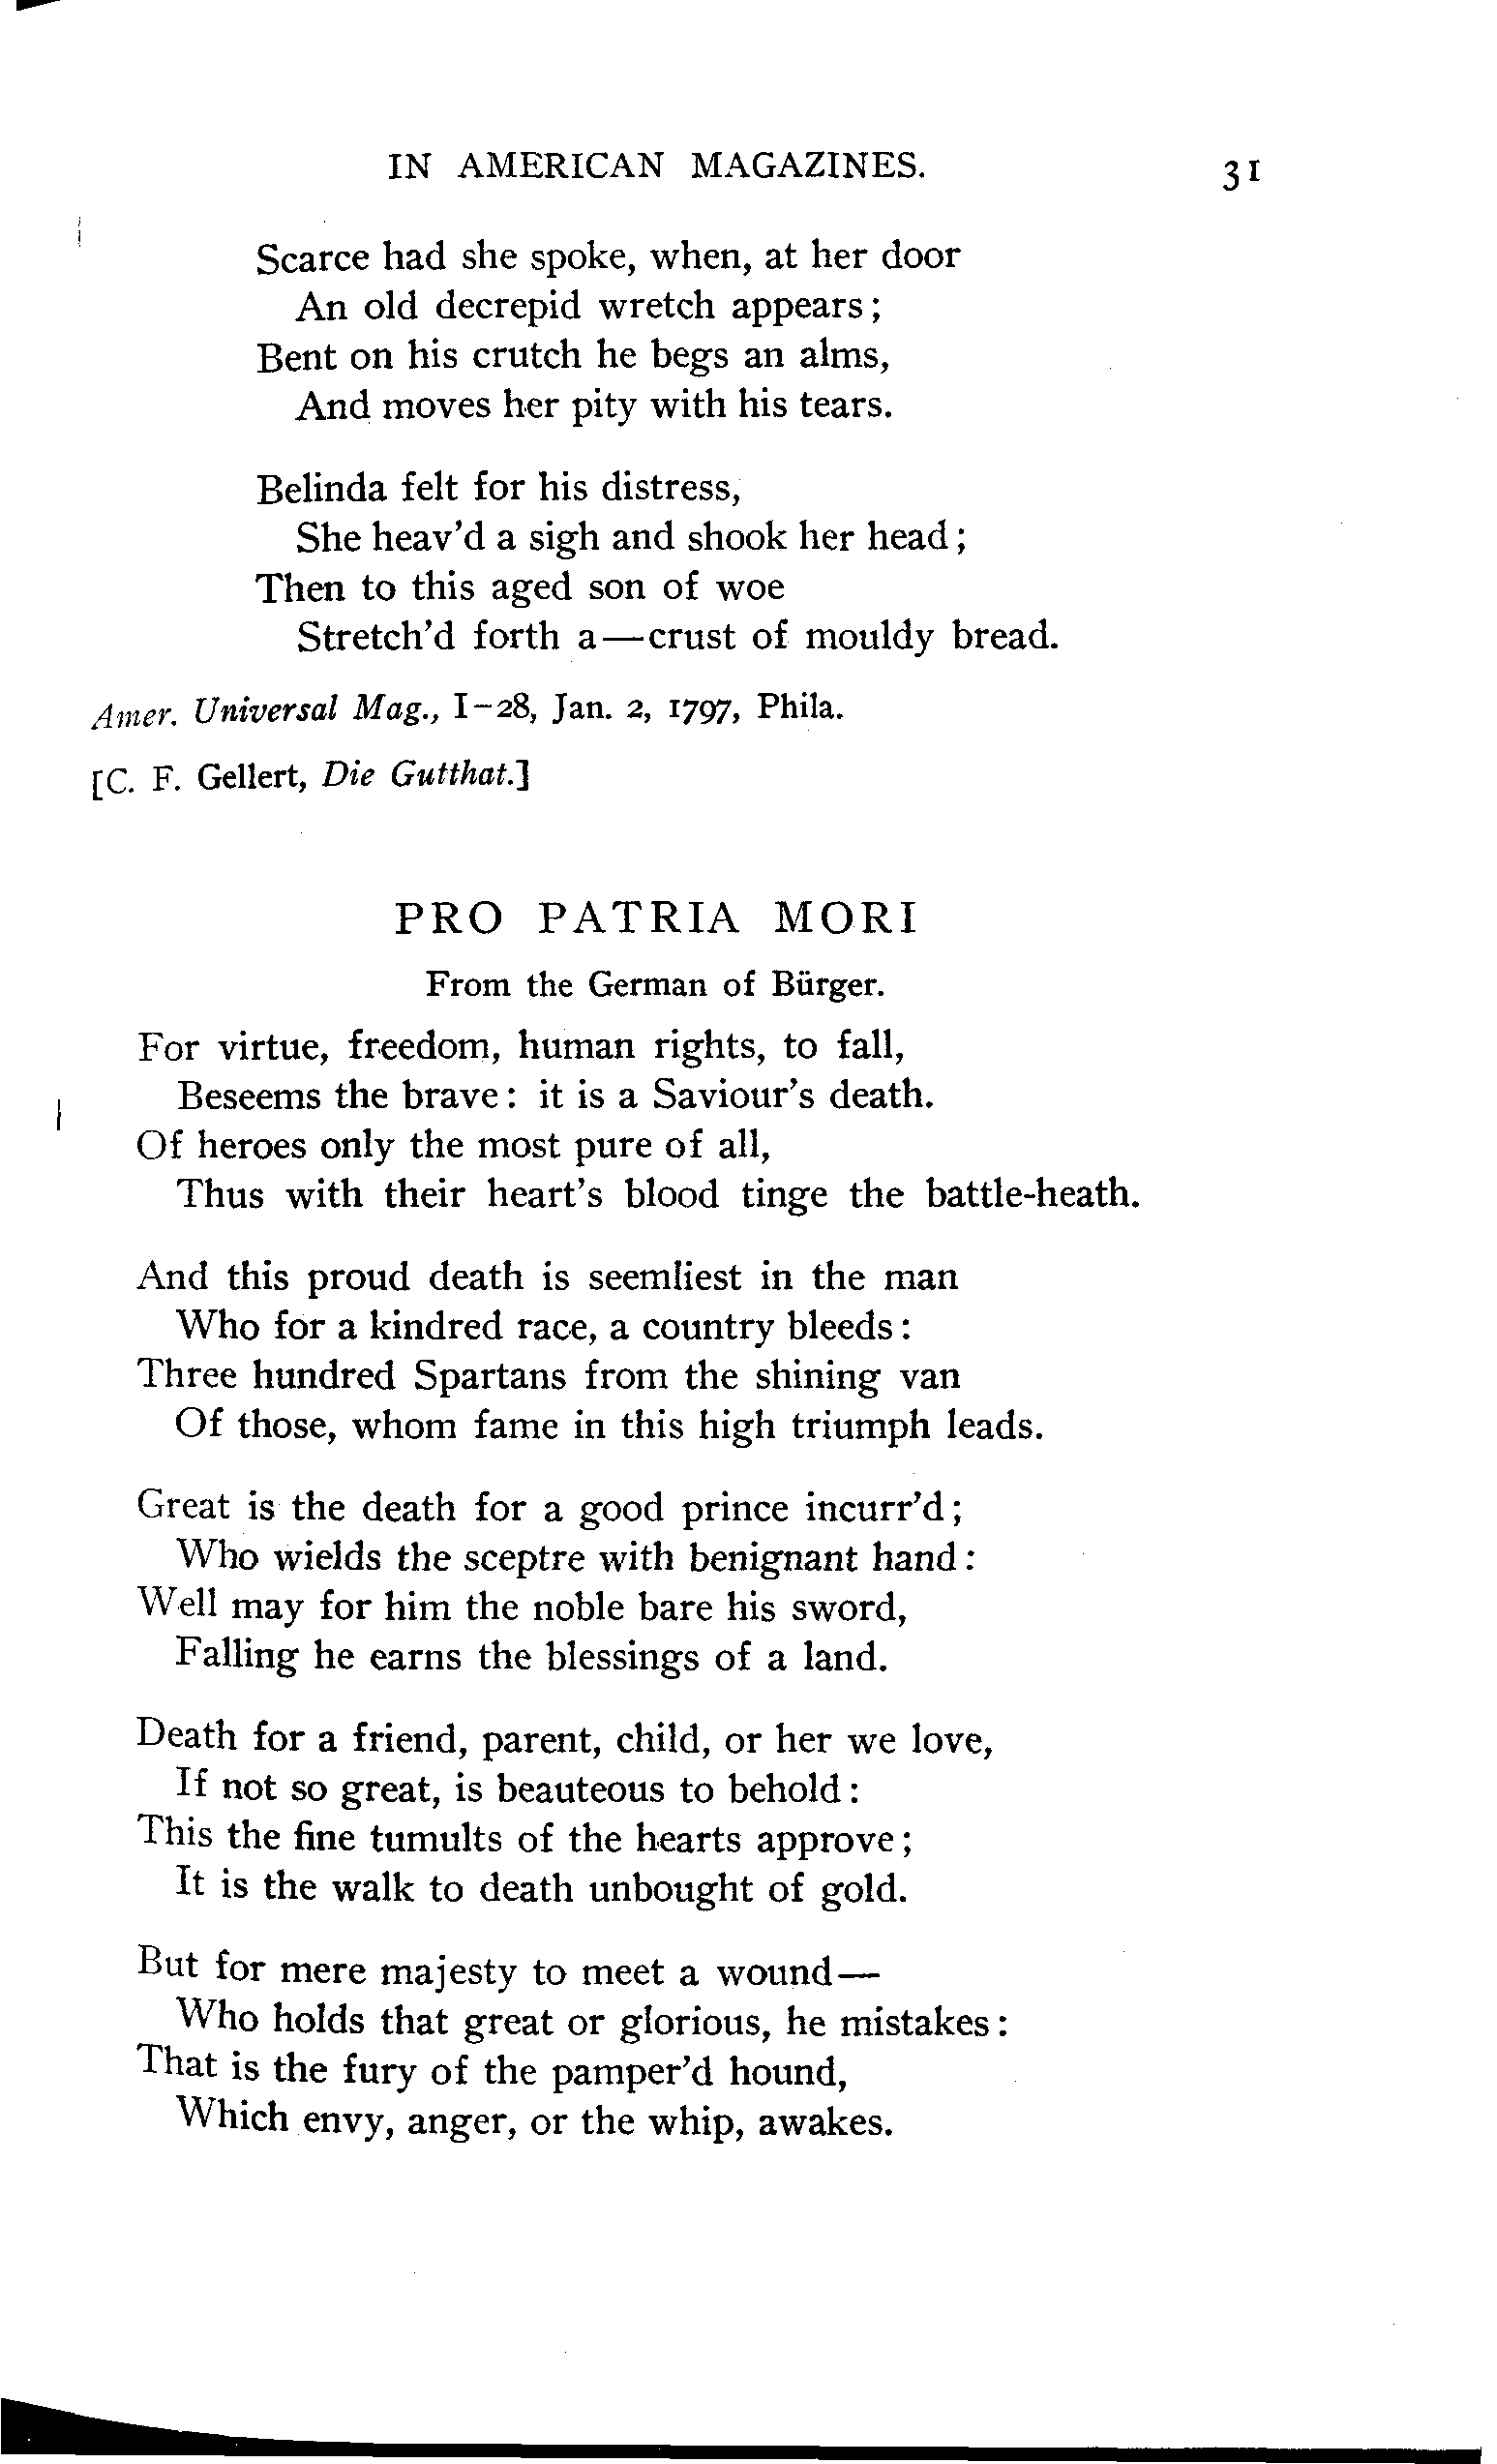 IN AMERICAN MAGAZINES. 31
Scarce had she spoke, when, at her door
An old decrepid wretch appears;
Bent on his crutch he begs an alms,
And moves her pity with his tears.
Belinda felt for his distress,
She heav'd a sigh and shook her head;
Then to this aged son of woe
Stretch'd forth a—crust of mouldy bread.
Amer. Universal Mag., I-28, Jan. 2, 1797, Phila.
[C. F. Gellert, Die Gutthat.]
PRO PATRIA MORI
From the German of Bürger.
For virtue, freedom, human rights, to fall,
Beseems the brave: it is a Saviour's death.
Of heroes only the most pure of all,
Thus with their heart's blood tinge the battle-heath.
And this proud death is seemliest in the man
Who for a kindred race, a country bleeds:
Three hundred Spartans from the shining van
Of those, whom fame in this high triumph leads.
Great is the death for a good prince incurr'd;
Who wields the sceptre with benignant hand:
Well may for him the noble bare his sword,
Falling he earns the blessings of a land.
Death for a friend, parent, child, or her we love,
If not so great, is beauteous to behold:
This the fine tumults of the hearts approve;
It is the walk to death unbought of gold.
But for mere majesty to meet a wound—
Who holds that great or glorious, he mistakes:
That is the fury of the pamper'd hound,
Which envy, anger, or the whip, awakes.